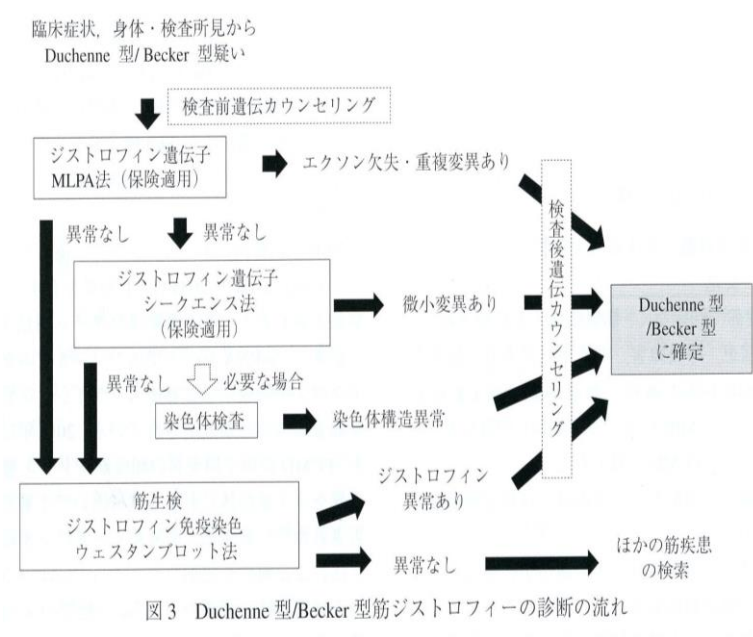 臨床症状,身体・検査所見から
Duchenne 型/ Becker 型疑い
検査前遺伝カウンセリング
ジストロフィン遺伝子
MLPA法(保険適用)
エクソン欠失・重複変異あり
異常なし
異常なし
検査後遺伝カウンセリング
ジストロフィン遺伝子
シークエンス法
(保険適用)
微小変異あり
Duchenne 型
/Becker 型
に確定
異常なし
必要な場合
染色体検査
染色体構造異常
筋生検
ジストロフィン免疫染色
ウェスタンブロット法
ジストロフィン
異常あり
異常なし
ほかの筋疾患
の検索
図3 Duchenne 型/Becker 型筋ジストロフィーの診断の流れ